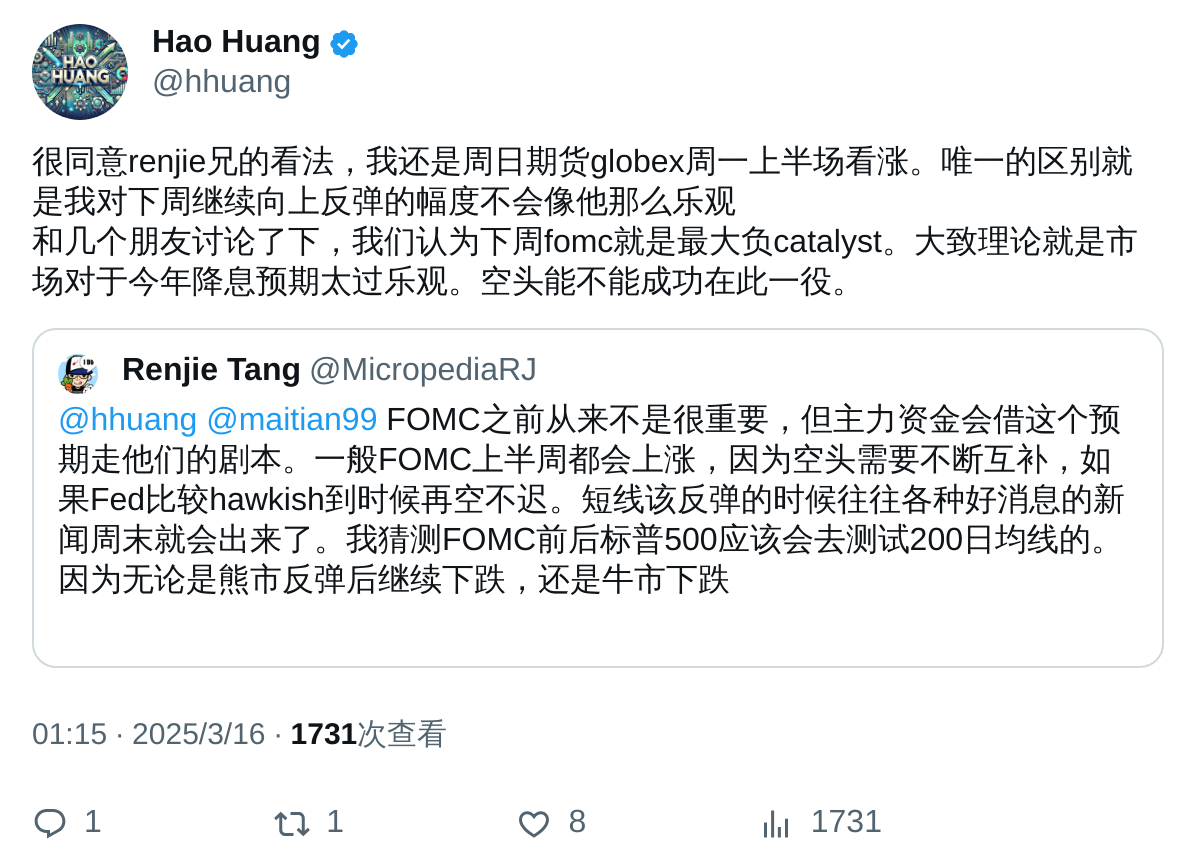 HAO
HUANG
Hao Huang
@hhuang
很同意renjie兄的看法，我还是周日期货globex周一上半场看涨。唯一的区别就
是我对下周继续向上反弹的幅度不会像他那么乐观
和几个朋友讨论了下，我们认为下周fomc就是最大负catalyst。大致理论就是市
场对于今年降息预期太过乐观。空头能不能成功在此一役。
Renjie Tang @MicropediaRJ
@hhuang @maitian99 FOMC之前从来不是很重要，但主力资金会借这个预
期走他们的剧本。一般FOMC上半周都会上涨，因为空头需要不断互补，如
果Fed比较hawkish到时候再空不迟。短线该反弹的时候往往各种好消息的新
闻周末就会出来了。我猜测FOMC前后标普500应该会去测试200日均线的。
因为无论是熊市反弹后继续下跌，还是牛市下跌
01:15 · 2025/3/16 · 1731次查看
1 1 8 1731